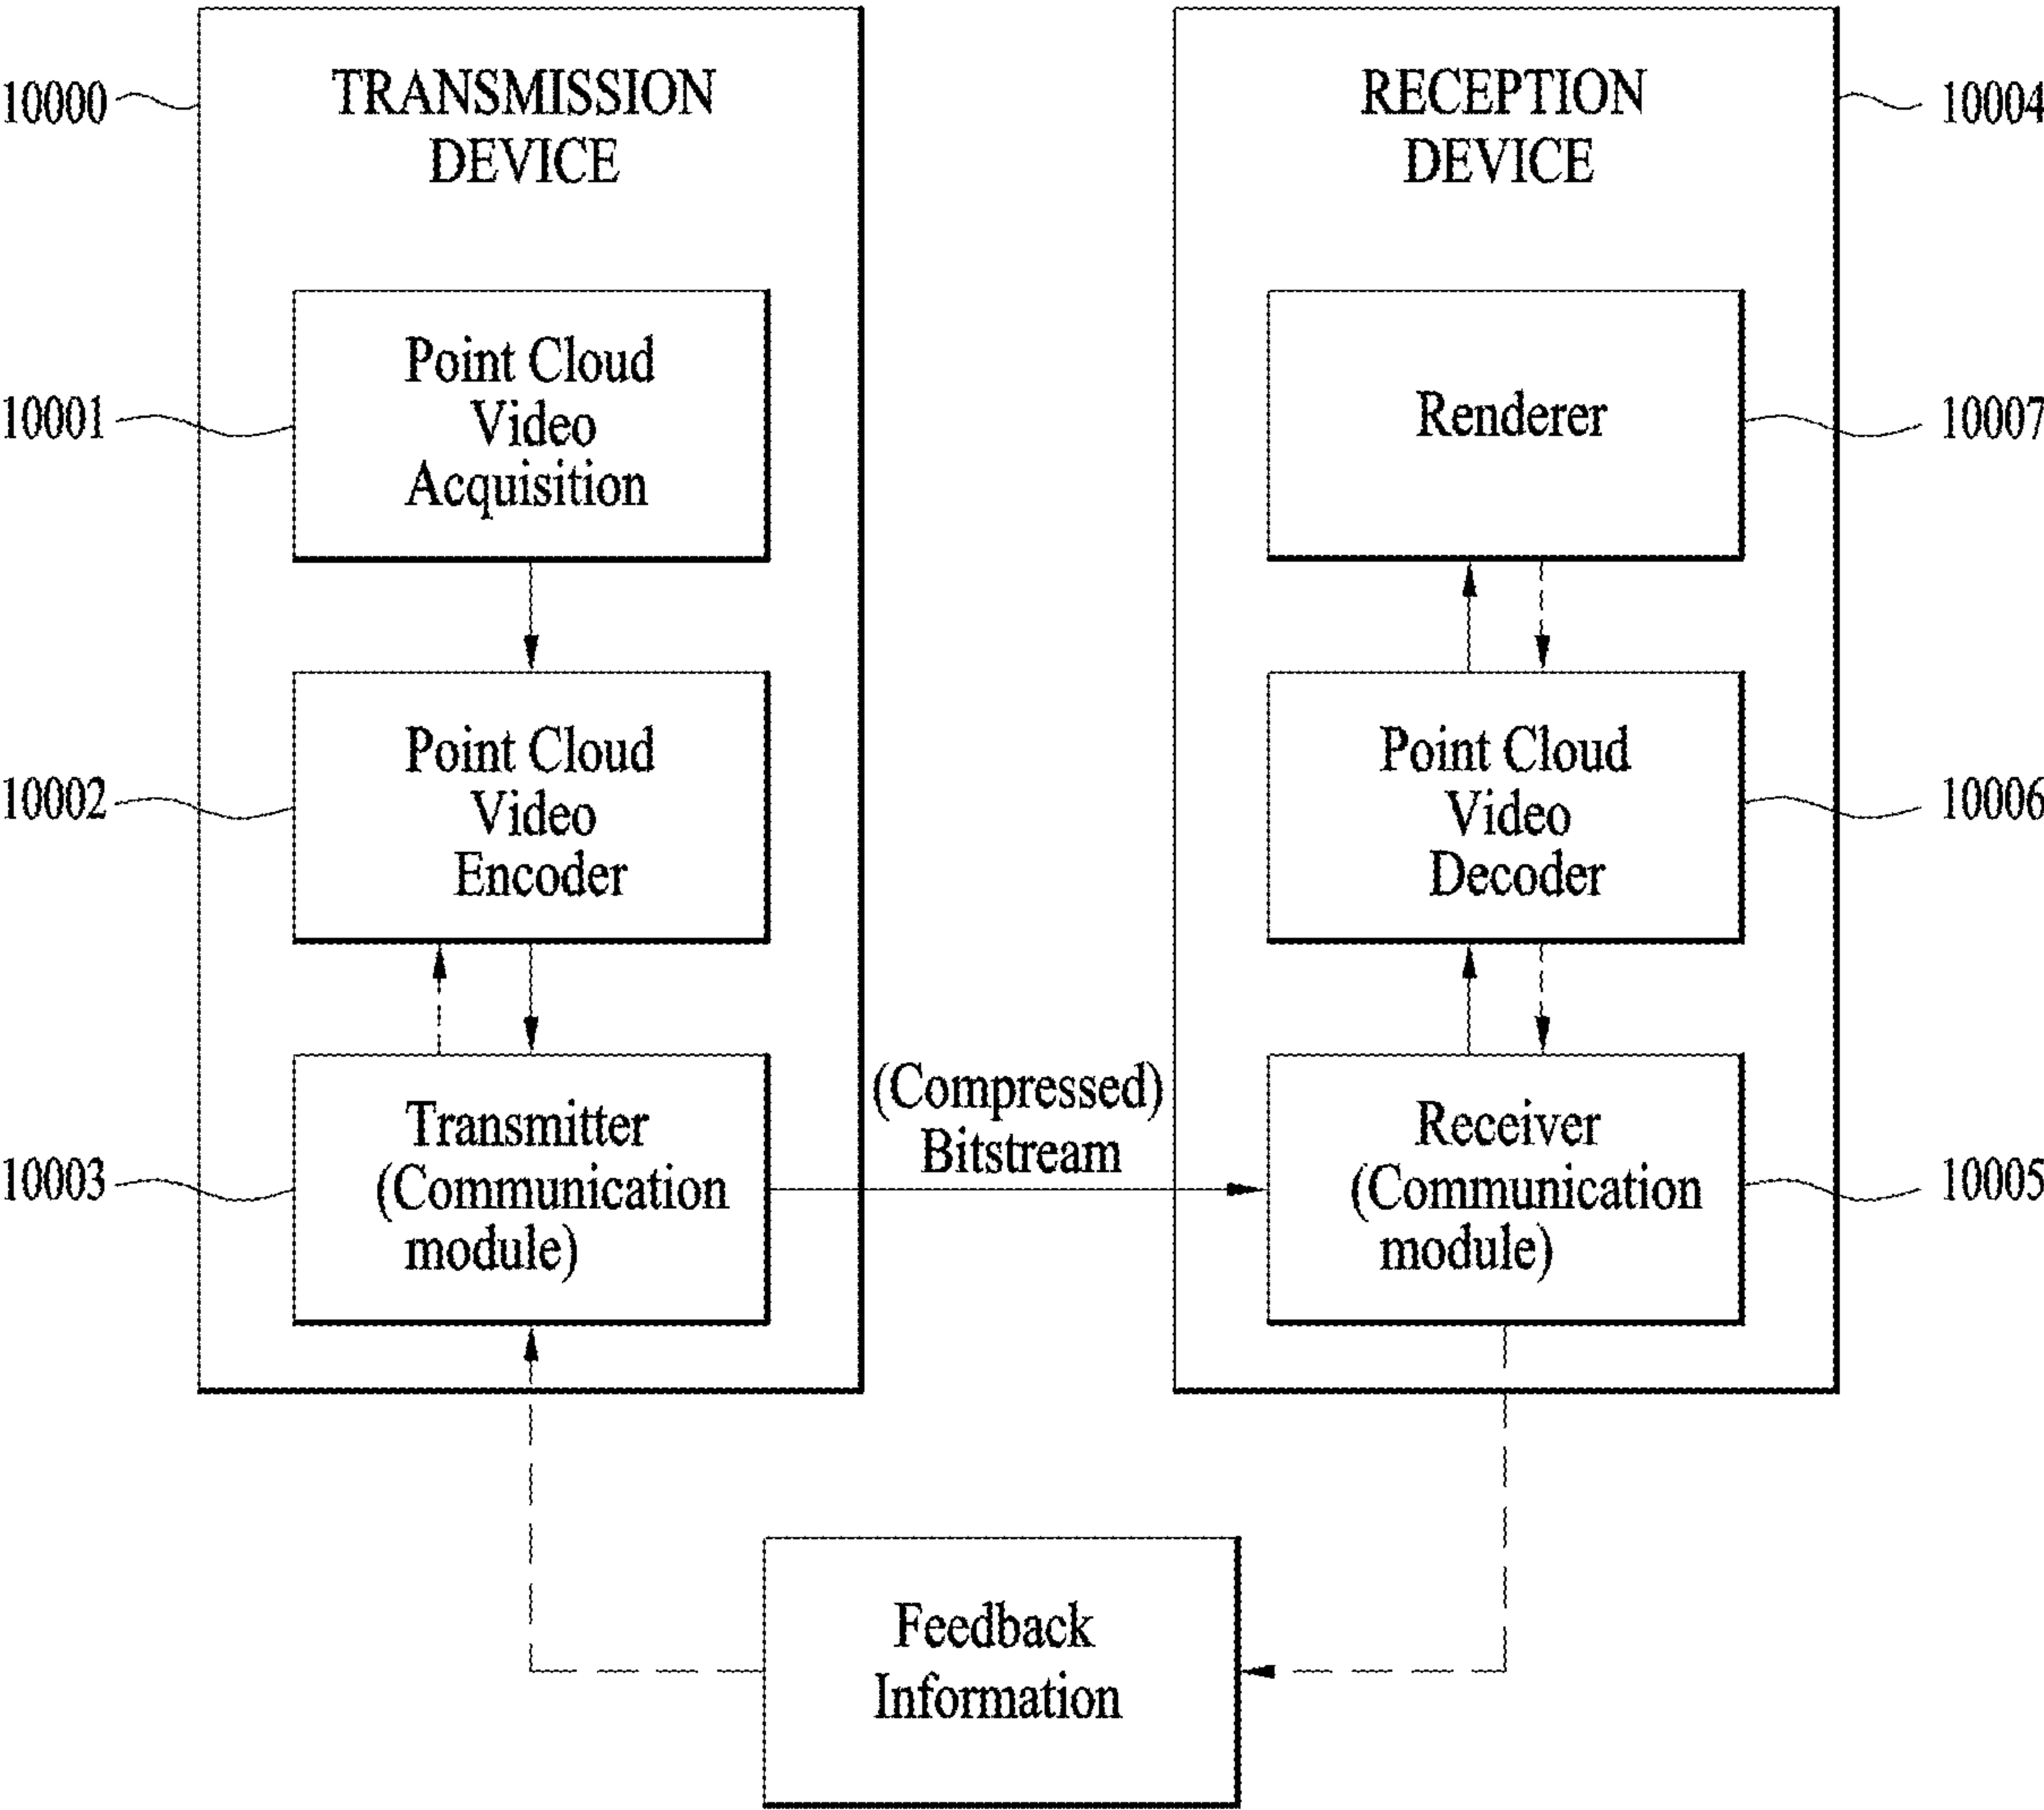 10000
TRANSMISSION
DEVICE
10001
Point Cloud
Video
Acquisition
10002
Point Cloud
Video
Encoder
10003
Transmitter
(Communication
module)
(Compressed)
Bitstream
RECEPTION
DEVICE
10004
Renderer
10007
Point Cloud
Video
Decoder
10006
Receiver
(Communication
module)
10005
Feedback
Information